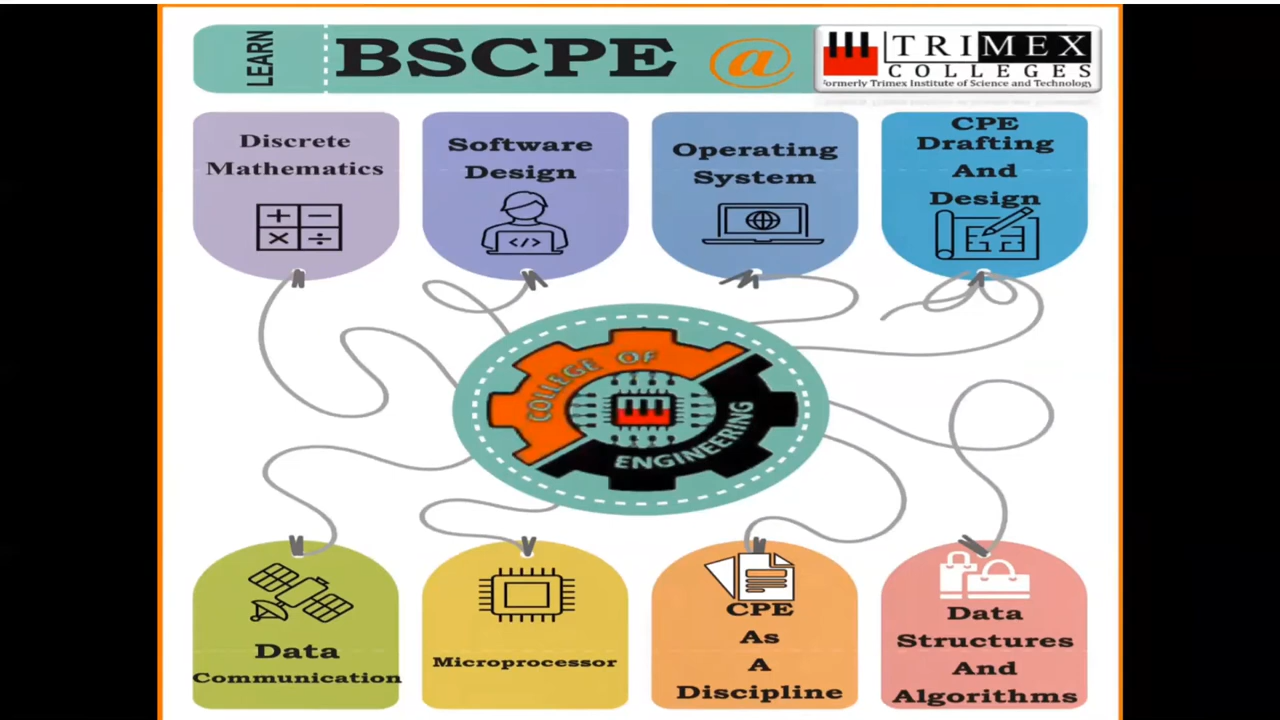 LEARN
BSCPE @
TRIMEX
COLLEGES
Formerly Trimex Institute of Science and Technology
Discrete
Mathematics
+ −
× ÷
Software
Design
</>
Operating
System
CPE
Drafting
And
Design
COLLEGE OF
ENGINEERING
Data
Communication
Microprocessor
CPE
As
A
Discipline
Data
Structures
And
Algorithms